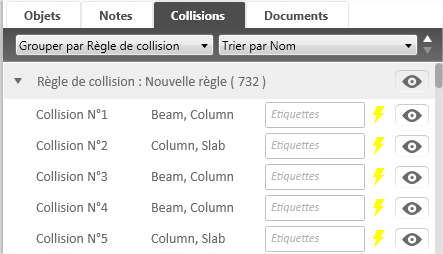 Objets Notes Collisions Documents
Grouper par Règle de collision Trier par Nom
Règle de collision : Nouvelle règle ( 732 )
Collision N°1 Beam, Column Etiquettes
Collision N°2 Column, Slab Etiquettes
Collision N°3 Beam, Column Etiquettes
Collision N°4 Beam, Column Etiquettes
Collision N°5 Column, Slab Etiquettes